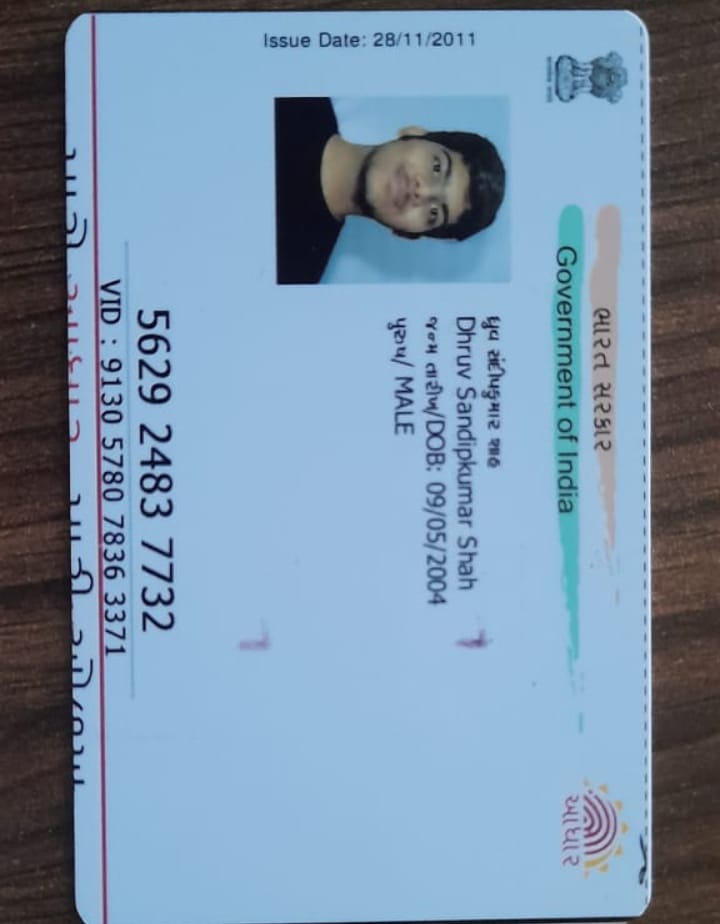 ભારત સરકાર
Government of India
Issue Date: 28/11/2011
ધ્રુવ સંદીપકુમાર શાહ
Dhruv Sandipkumar Shah
જન્મ તારીખ/DOB: 09/05/2004
પુરુષ/ MALE
આધાર
5629 2483 7732
VID : 9130 5780 7836 3371